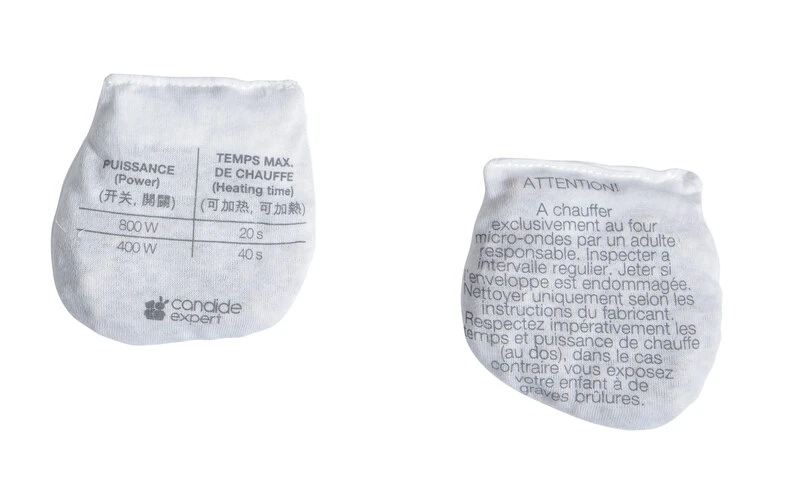 PUISSANCE
(Power)
(开关, 開關)
TEMPS MAX.
DE CHAUFFE
(Heating time)
(可加热, 可加熱)
800 W 20 s
400 W 40 s
candide
expert
ATTENTION!
A chauffer
exclusivement au four
micro-ondes par un adulte
responsable. Inspecter a
intervalle regulier. Jeter si
l'enveloppe est endommagée.
Nettoyer uniquement selon les
instructions du fabricant.
Respectez impérativement les
temps et puissance de chauffe
(au dos), dans le cas
contraire vous exposez
votre enfant à de
graves brûlures.